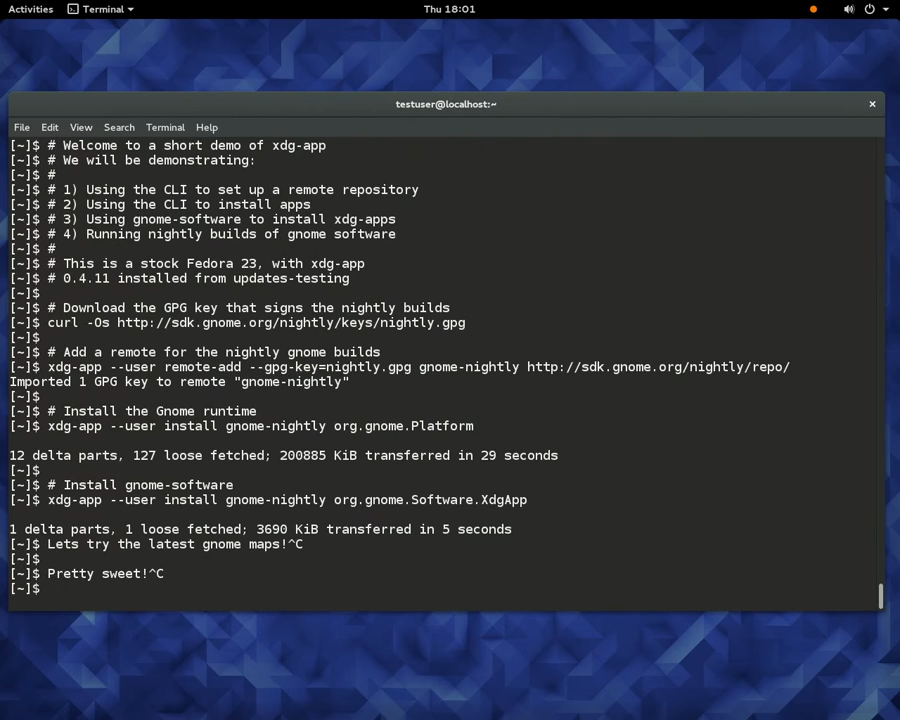 Activities Terminal Thu 18:01
testuser@localhost:~
File Edit View Search Terminal Help
[~]$ # Welcome to a short demo of xdg-app
[~]$ # We will be demonstrating:
[~]$ #
[~]$ # 1) Using the CLI to set up a remote repository
[~]$ # 2) Using the CLI to install apps
[~]$ # 3) Using gnome-software to install xdg-apps
[~]$ # 4) Running nightly builds of gnome software
[~]$ #
[~]$ # This is a stock Fedora 23, with xdg-app
[~]$ # 0.4.11 installed from updates-testing
[~]$
[~]$ # Download the GPG key that signs the nightly builds
[~]$ curl -Os http://sdk.gnome.org/nightly/keys/nightly.gpg
[~]$
[~]$ # Add a remote for the nightly gnome builds
[~]$ xdg-app --user remote-add --gpg-key=nightly.gpg gnome-nightly http://sdk.gnome.org/nightly/repo/
Imported 1 GPG key to remote "gnome-nightly"
[~]$
[~]$ # Install the Gnome runtime
[~]$ xdg-app --user install gnome-nightly org.gnome.Platform
12 delta parts, 127 loose fetched; 200885 KiB transferred in 29 seconds
[~]$
[~]$ # Install gnome-software
[~]$ xdg-app --user install gnome-nightly org.gnome.Software.XdgApp
1 delta parts, 1 loose fetched; 3690 KiB transferred in 5 seconds
[~]$ Lets try the latest gnome maps!^C
[~]$
[~]$ Pretty sweet!^C
[~]$